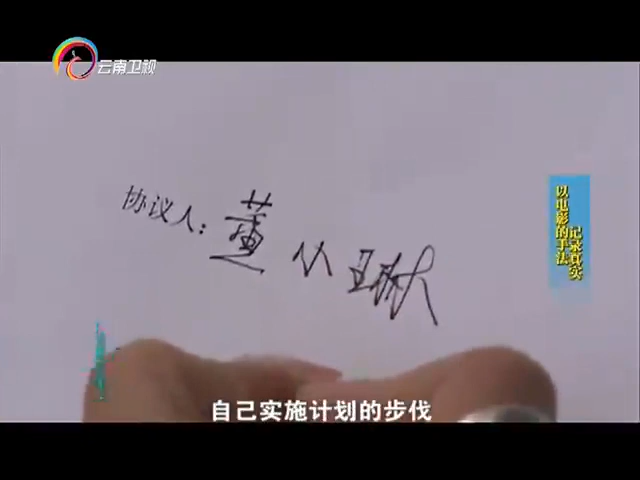 云南卫视
协议人：董从
以电影的手法
记录真实
自己实施计划的步伐